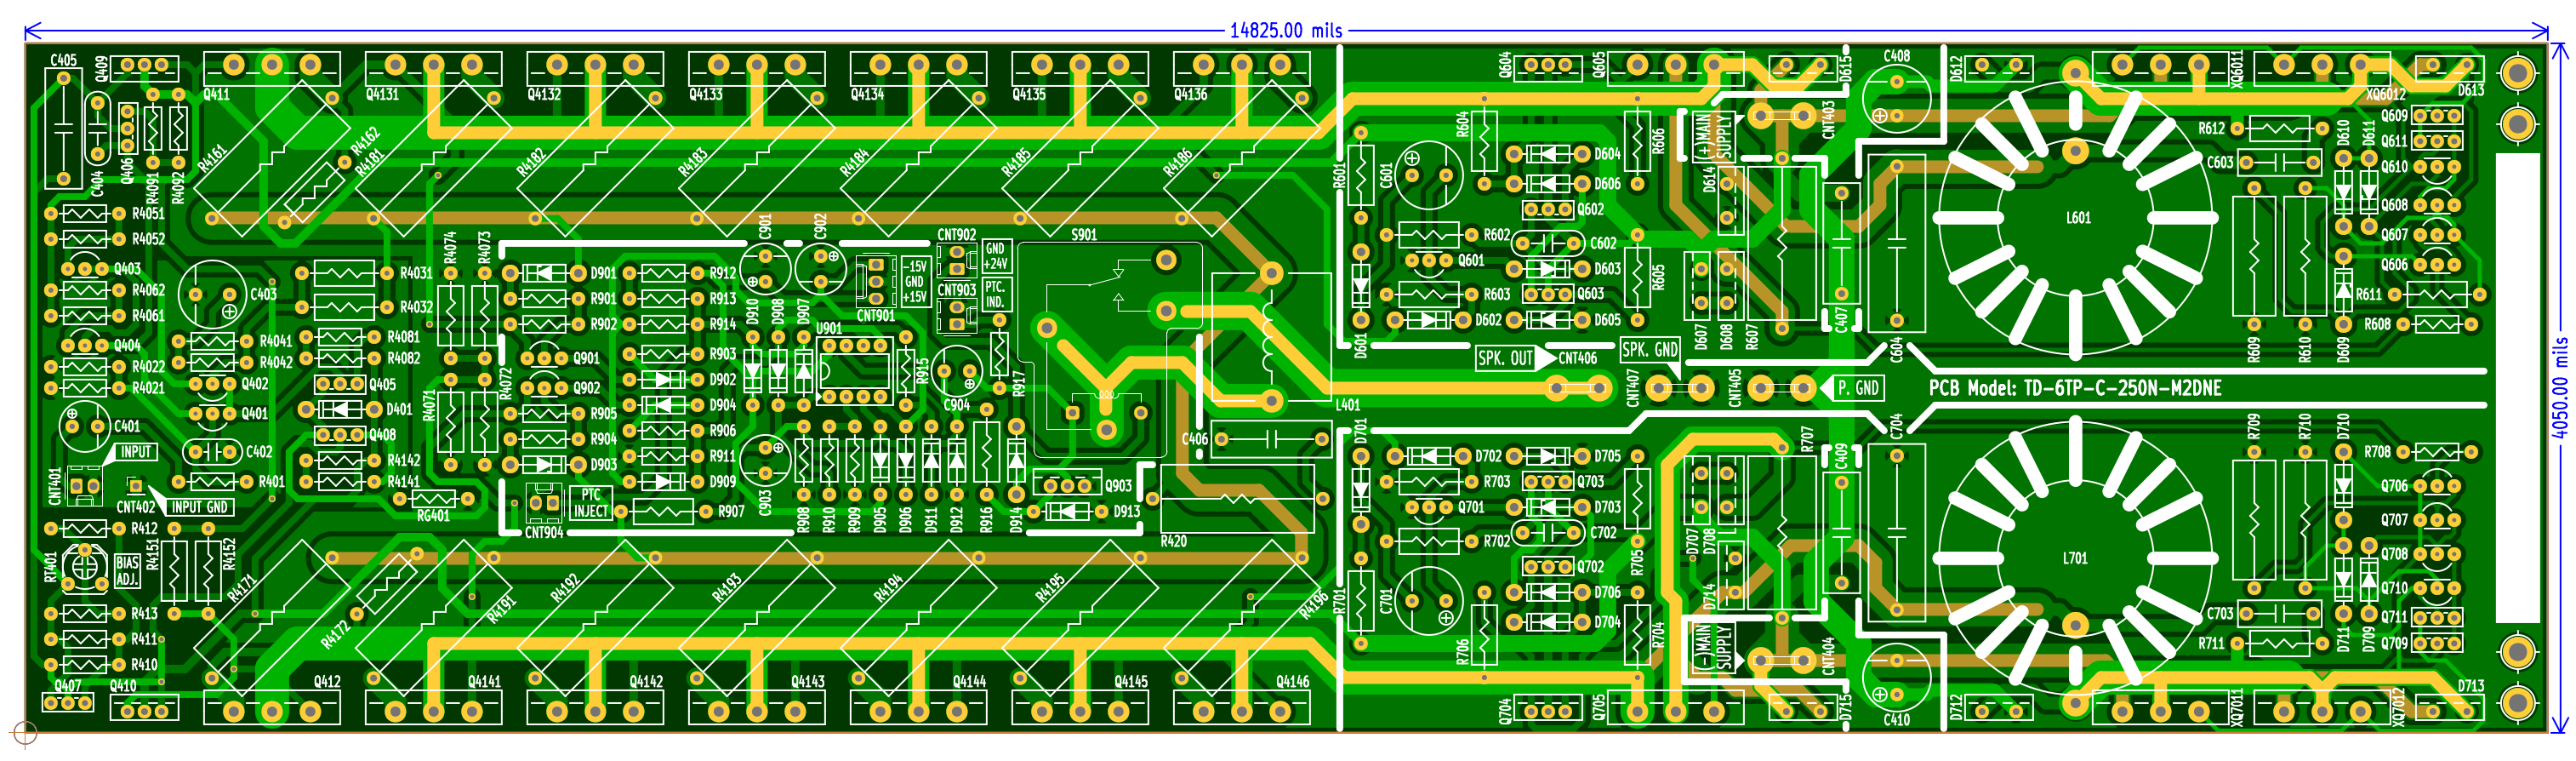 14825.00 mils
4050.00 mils
C405
Q409
Q411
Q4131
Q4132
Q4133
Q4134
Q4135
Q4136
Q604
Q605
D615
C408
D612
XQ6011
XQ6012
D613
C404
Q406
R4091
R4092
R4161
R4162
R4181
R4182
R4183
R4184
R4185
R4186
R601
C601
R604
D604
D606
Q602
R606
(+)MAIN
SUPPLY
CNT403
D614
R612
C603
D610
D611
Q609
Q611
Q610
Q608
Q607
Q606
R4051
R4052
Q403
R4062
R4061
Q404
R4022
R4021
C403
R4041
R4042
Q402
Q401
C402
R401
R4031
R4032
R4081
R4082
Q405
D401
Q408
R4142
R4141
RG401
R4074
R4073
R4071
R4072
D901
R901
R902
Q901
Q902
R905
R904
D903
R912
R913
R914
R903
D902
D904
R906
R911
D909
R907
C901
C902
D910
D908
D907
U901
R915
CNT901
-15V
GND
+15V
CNT902
GND
+24V
CNT903
PTC.
IND.
C904
R917
S901
L401
C406
R602
Q601
R603
D601
D602
C602
D603
Q603
D605
R605
D607
D608
R607
C407
C604
L601
R609
R610
D609
R611
R608
SPK. OUT
CNT406
SPK. GND
CNT407
CNT405
P. GND
PCB Model: TD-6TP-C-250N-M2DNE
C401
INPUT
CNT401
CNT402
INPUT GND
R412
RT401
BIAS
ADJ.
R4151
R4152
R413
R411
R410
Q407
Q410
CNT904
PTC
INJECT
C903
R908
R910
R909
D905
D906
D911
D912
R916
D914
Q903
D913
R420
R4171
R4172
R4191
R4192
R4193
R4194
R4195
R4196
Q412
Q4141
Q4142
Q4143
Q4144
Q4145
Q4146
D701
D702
R703
Q701
R702
C701
R701
D705
Q703
D703
C702
Q702
D706
D704
R706
R705
R704
D707
D708
D714
R707
C409
C704
(-)MAIN
SUPPLY
CNT404
Q704
Q705
D715
C410
L701
D712
XQ7011
XQ7012
D713
R709
R710
D710
R708
Q706
Q707
Q708
Q710
Q711
Q709
D711
D709
C703
R711